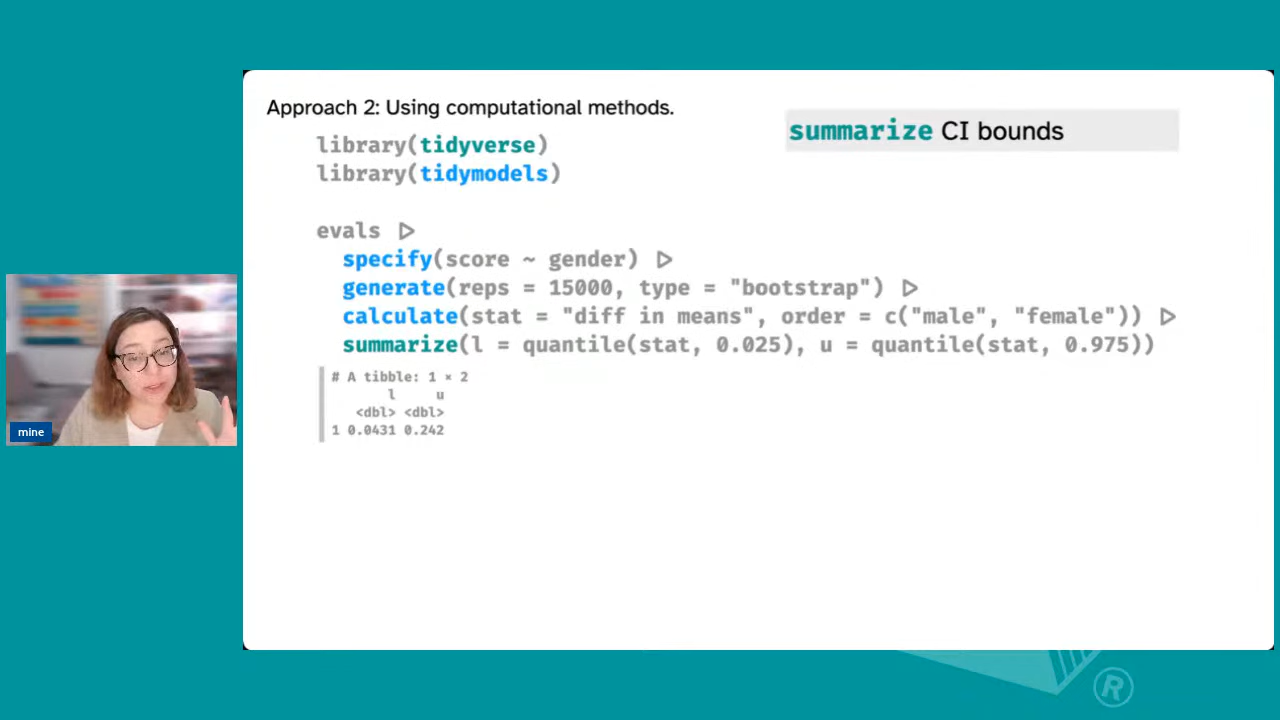 Approach 2: Using computational methods.
summarize CI bounds
library(tidyverse)
library(tidymodels)
evals ▷
specify(score ~ gender) ▷
generate(reps = 15000, type = "bootstrap") ▷
calculate(stat = "diff in means", order = c("male", "female")) ▷
summarize(l = quantile(stat, 0.025), u = quantile(stat, 0.975))
# A tibble: 1 × 2
l u
<dbl> <dbl>
1 0.0431 0.242
mine
®